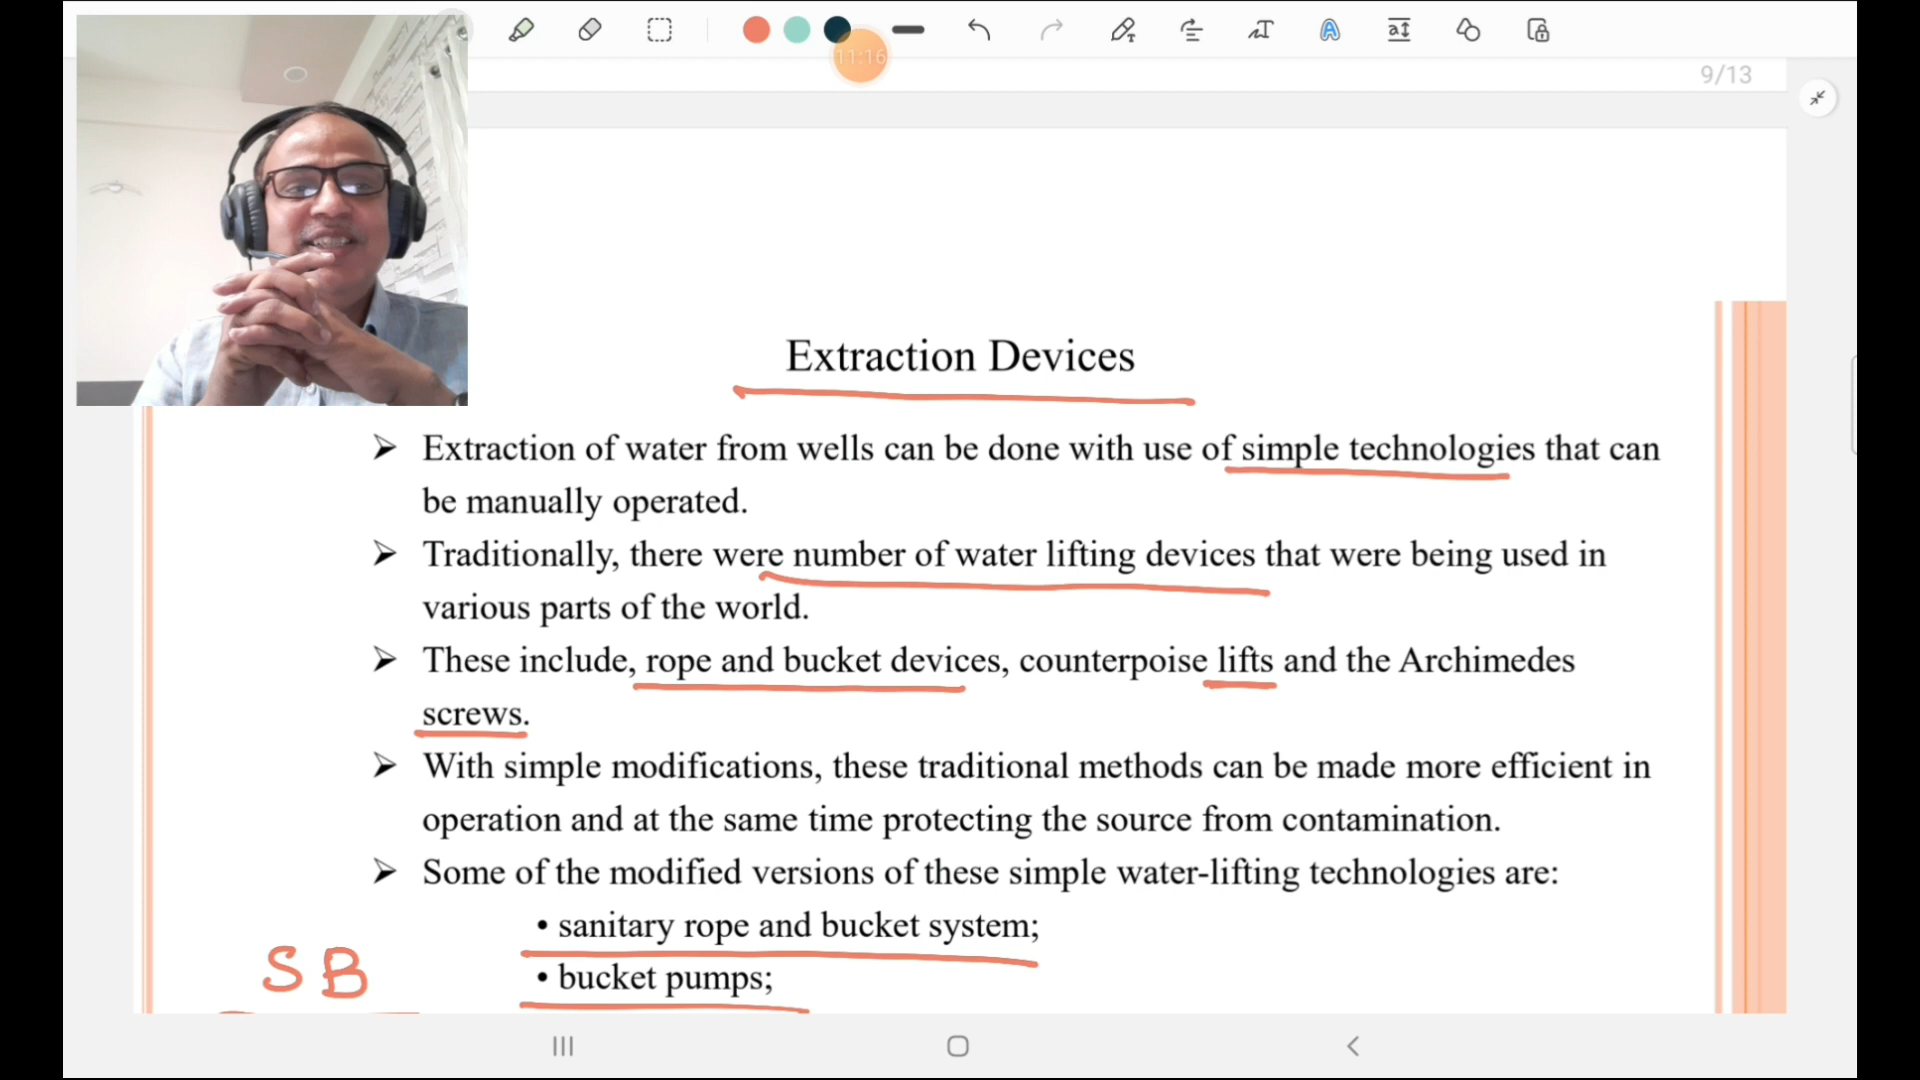 11:16
9/13
Extraction Devices
➢ Extraction of water from wells can be done with use of simple technologies that can
be manually operated.
➢ Traditionally, there were number of water lifting devices that were being used in
various parts of the world.
➢ These include, rope and bucket devices, counterpoise lifts and the Archimedes
screws.
➢ With simple modifications, these traditional methods can be made more efficient in
operation and at the same time protecting the source from contamination.
➢ Some of the modified versions of these simple water-lifting technologies are:
• sanitary rope and bucket system;
S B
• bucket pumps;